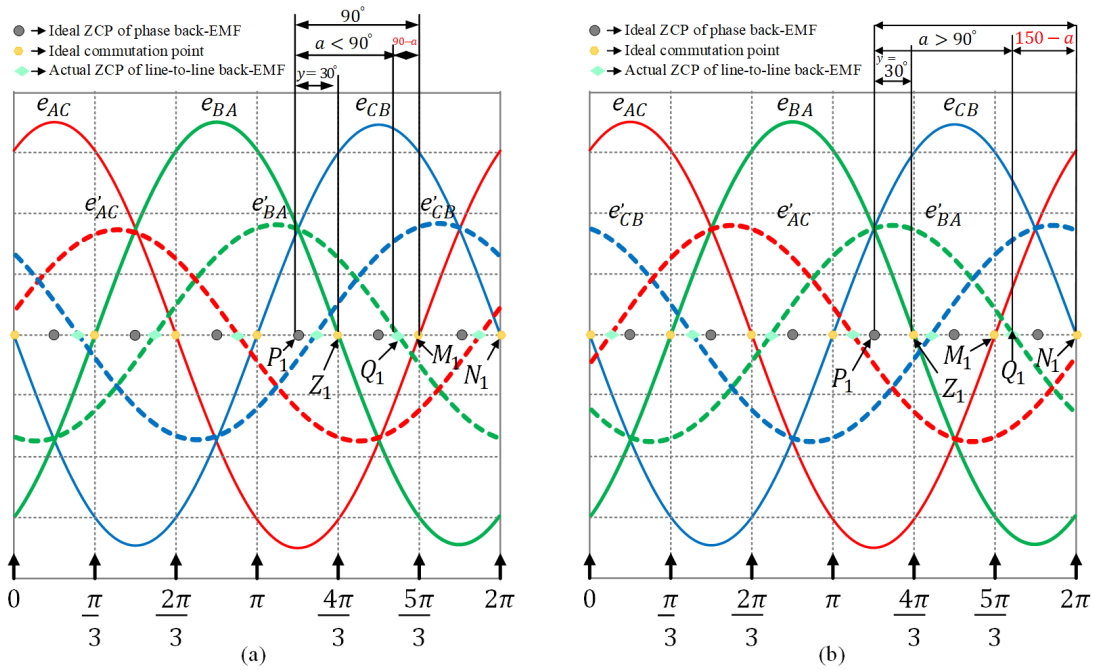 90°
Ideal ZCP of phase back-EMF
a < 90°
90−a
Ideal commutation point
Actual ZCP of line-to-line back-EMF
y = 30°
e_AC
e_BA
e_CB
e'_AC
e'_BA
e'_CB
P_1
Z_1
Q_1
M_1
N_1
0
π/3
2π/3
π
4π/3
5π/3
2π
(a)
Ideal ZCP of phase back-EMF
a > 90°
150 − a
Ideal commutation point
Actual ZCP of line-to-line back-EMF
y =
30°
e_AC
e_BA
e_CB
e'_CB
e'_AC
e'_BA
P_1
Z_1
M_1
Q_1
N_1
0
π/3
2π/3
π
4π/3
5π/3
2π
(b)